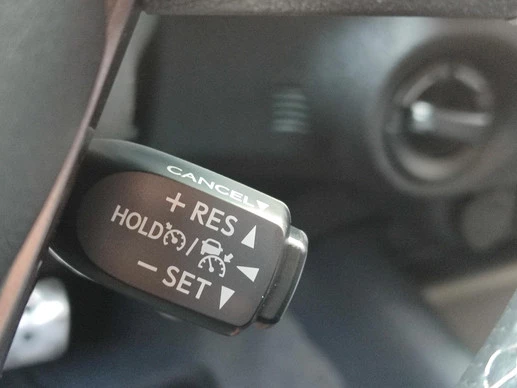 CANCEL
+ RES
HOLD /
− SET